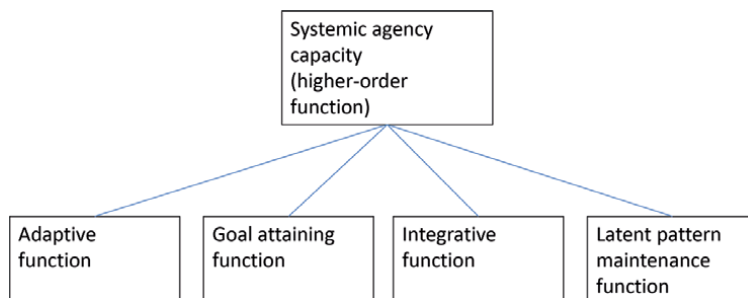 Systemic agency
capacity
(higher-order
function)
Adaptive
function
Goal attaining
function
Integrative
function
Latent pattern
maintenance
function